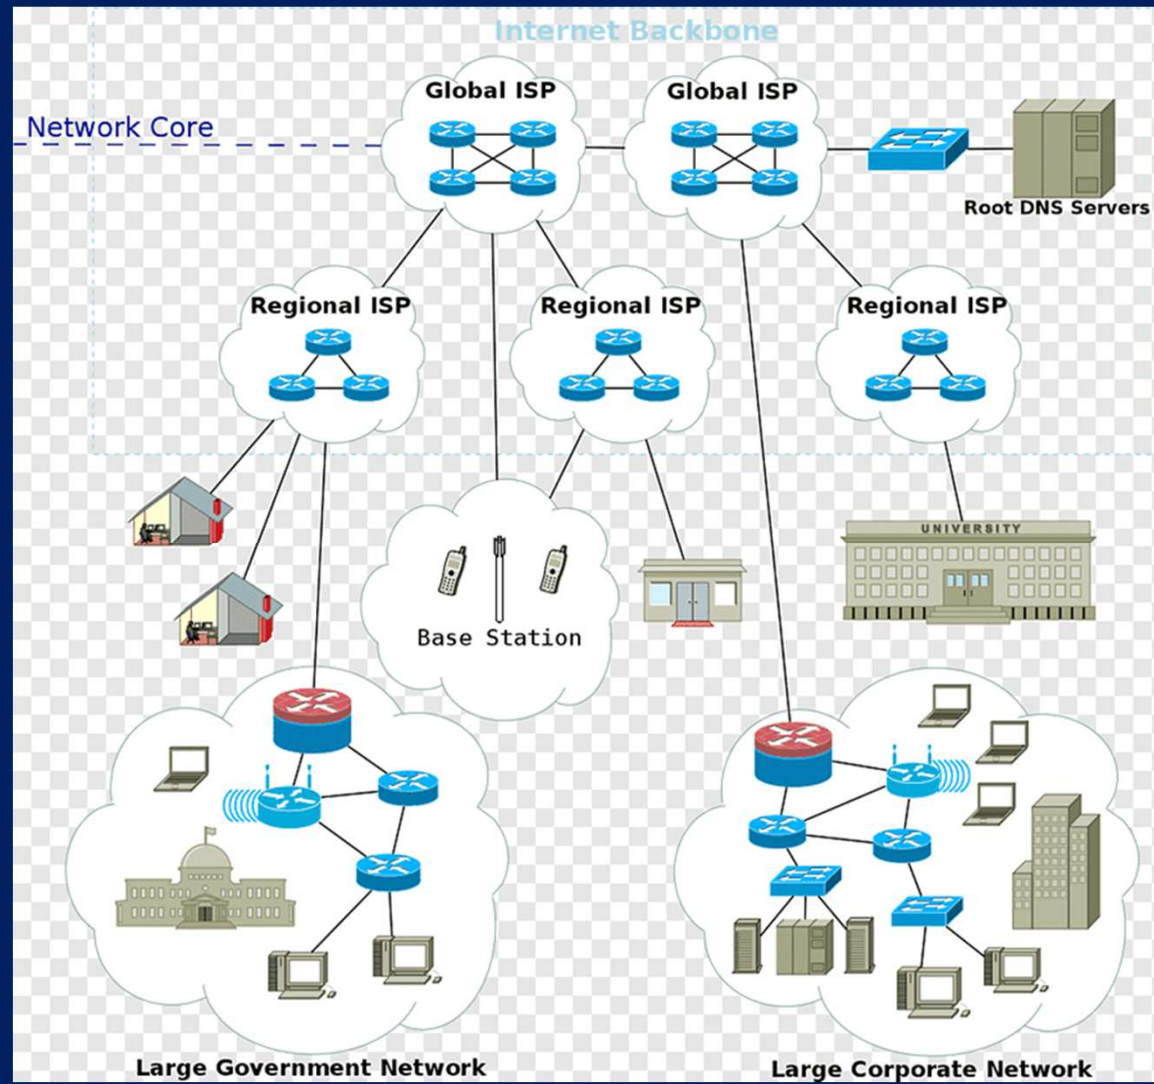 Internet Backbone
Global ISP
Global ISP
Network Core
Root DNS Servers
Regional ISP
Regional ISP
Regional ISP
UNIVERSITY
Base Station
Large Government Network
Large Corporate Network